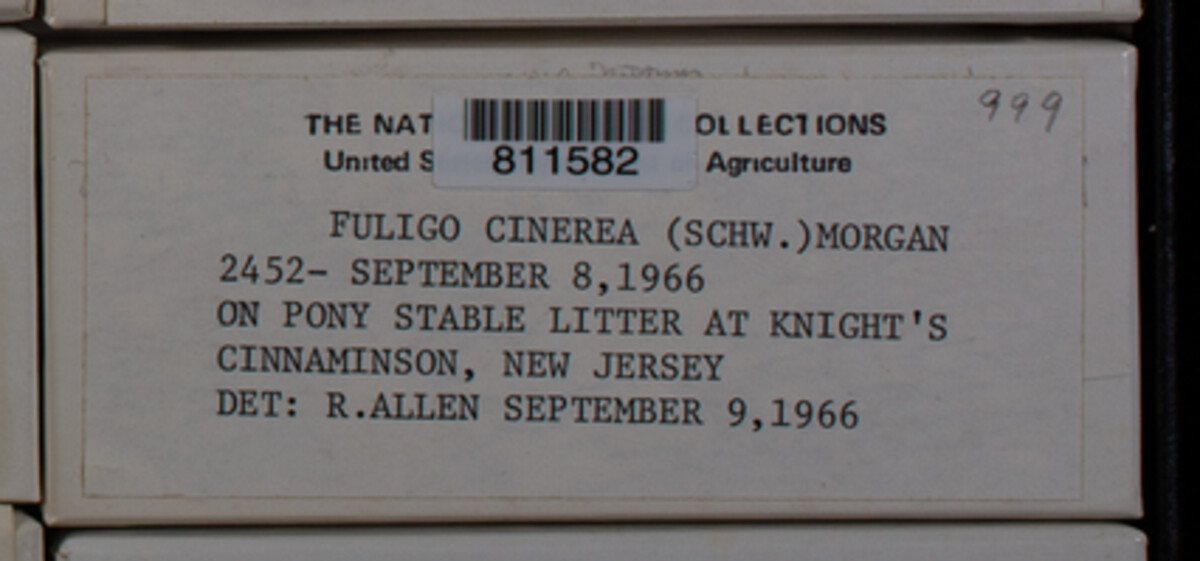 999
THE NAT OLLECTIONS
United S Agriculture
811582
FULIGO CINEREA (SCHW.)MORGAN
2452- SEPTEMBER 8,1966
ON PONY STABLE LITTER AT KNIGHT'S
CINNAMINSON, NEW JERSEY
DET: R.ALLEN SEPTEMBER 9,1966